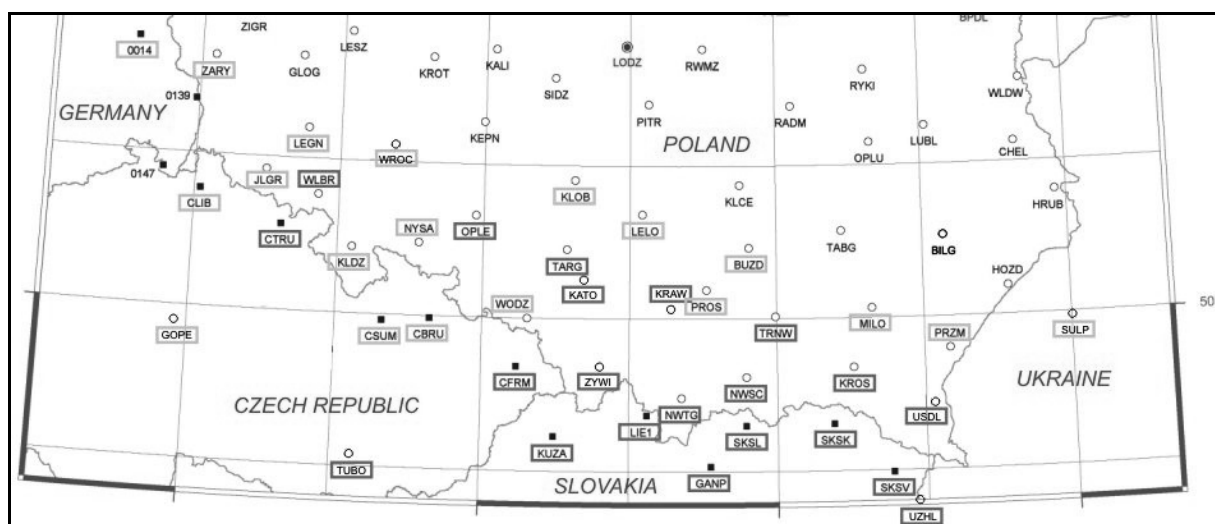 BPDL
ZIGR
LESZ
0014
ZARY
GLOG
KROT
KALI
LODZ
RWMZ
SIDZ
RYKI
WLDW
0139
GERMANY
PITR
RADM
KEPN
POLAND
LUBL
LEGN
WROC
OPLU
CHEL
0147
JLGR
WLBR
CLIB
KLOB
KLCE
HRUB
CTRU
NYSA
OPLE
LELO
TABG
BILG
KLDZ
TARG
BUZD
HOZD
KATO
KRAW
PROS
WODZ
50
GOPE
CSUM
CBRU
TRNW
MILO
PRZM
SULP
CFRM
ZYWI
NWSC
KROS
UKRAINE
CZECH REPUBLIC
NWTG
USDL
LIE1
KUZA
SKSL
SKSK
TUBO
GANP
SLOVAKIA
SKSV
UZHL